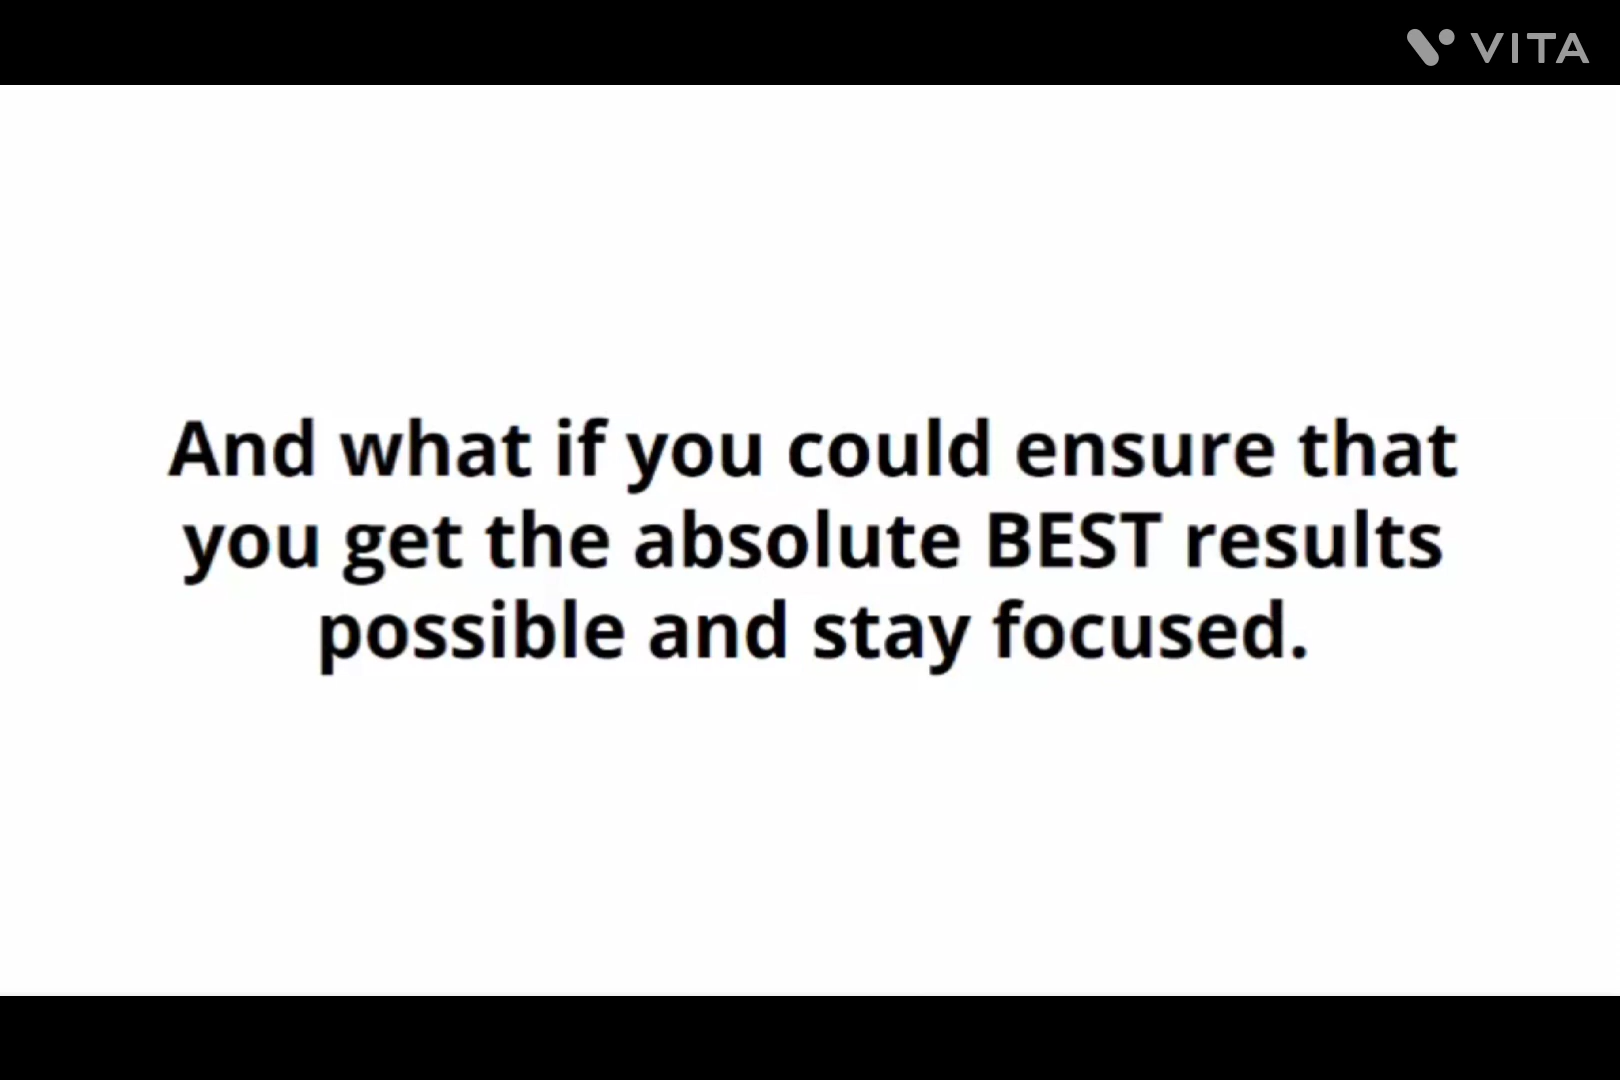 VITA
And what if you could ensure that
you get the absolute BEST results
possible and stay focused.